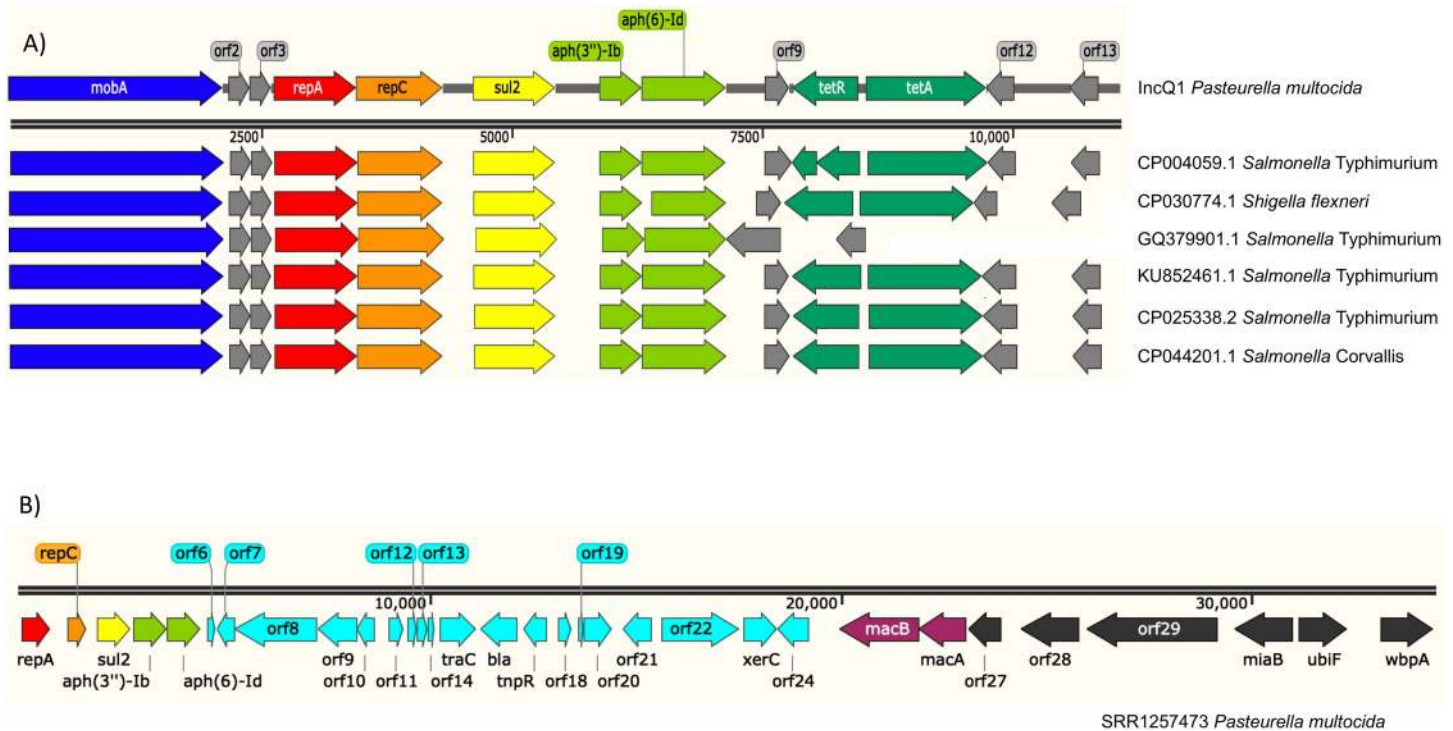 A)
aph(6)-Id
orf2 orf3 aph(3")-Ib orf9 orf12 orf13
mobA repA repC sul2 tetR tetA IncQ1 Pasteurella multocida
2500 5000 7500 10,000
CP004059.1 Salmonella Typhimurium
CP030774.1 Shigella flexneri
GQ379901.1 Salmonella Typhimurium
KU852461.1 Salmonella Typhimurium
CP025338.2 Salmonella Typhimurium
CP044201.1 Salmonella Corvallis
B)
repC orf6 orf7 orf12 orf13 orf19
10,000 20,000 30,000
orf8 orf22 macB orf29
repA sul2 orf9 traC bla orf21 xerC macA orf28 miaB ubiF wbpA
aph(3")-Ib aph(6)-Id orf10 orf11 orf14 tnpR orf18 orf20 orf24 orf27
SRR1257473 Pasteurella multocida